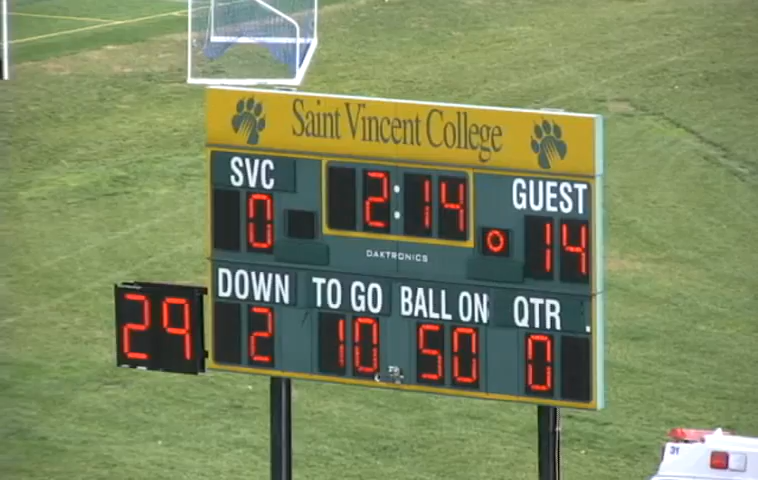 Saint Vincent College
SVC 2:14 GUEST
0 14
DAKTRONICS
DOWN TO GO BALL ON QTR
29 2 10 50 0
31